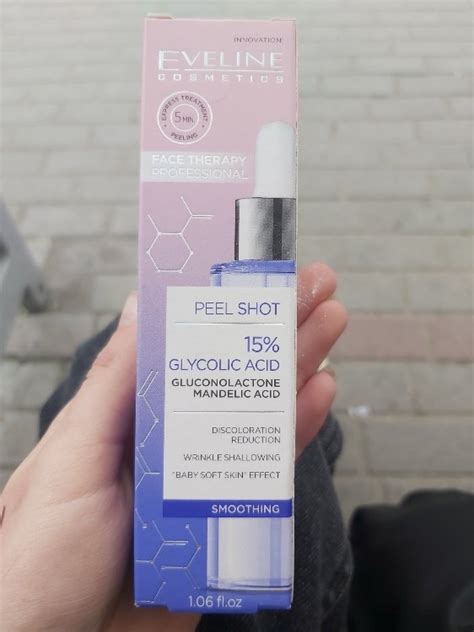 INNOVATION
EVELINE
COSMETICS
EXPRESS TREATMENT
5 MIN.
PEELING
FACE THERAPY
PROFESSIONAL
PEEL SHOT
15%
GLYCOLIC ACID
GLUCONOLACTONE
MANDELIC ACID
DISCOLORATION
REDUCTION
WRINKLE SHALLOWING
"BABY SOFT SKIN" EFFECT
SMOOTHING
1.06 fl.oz